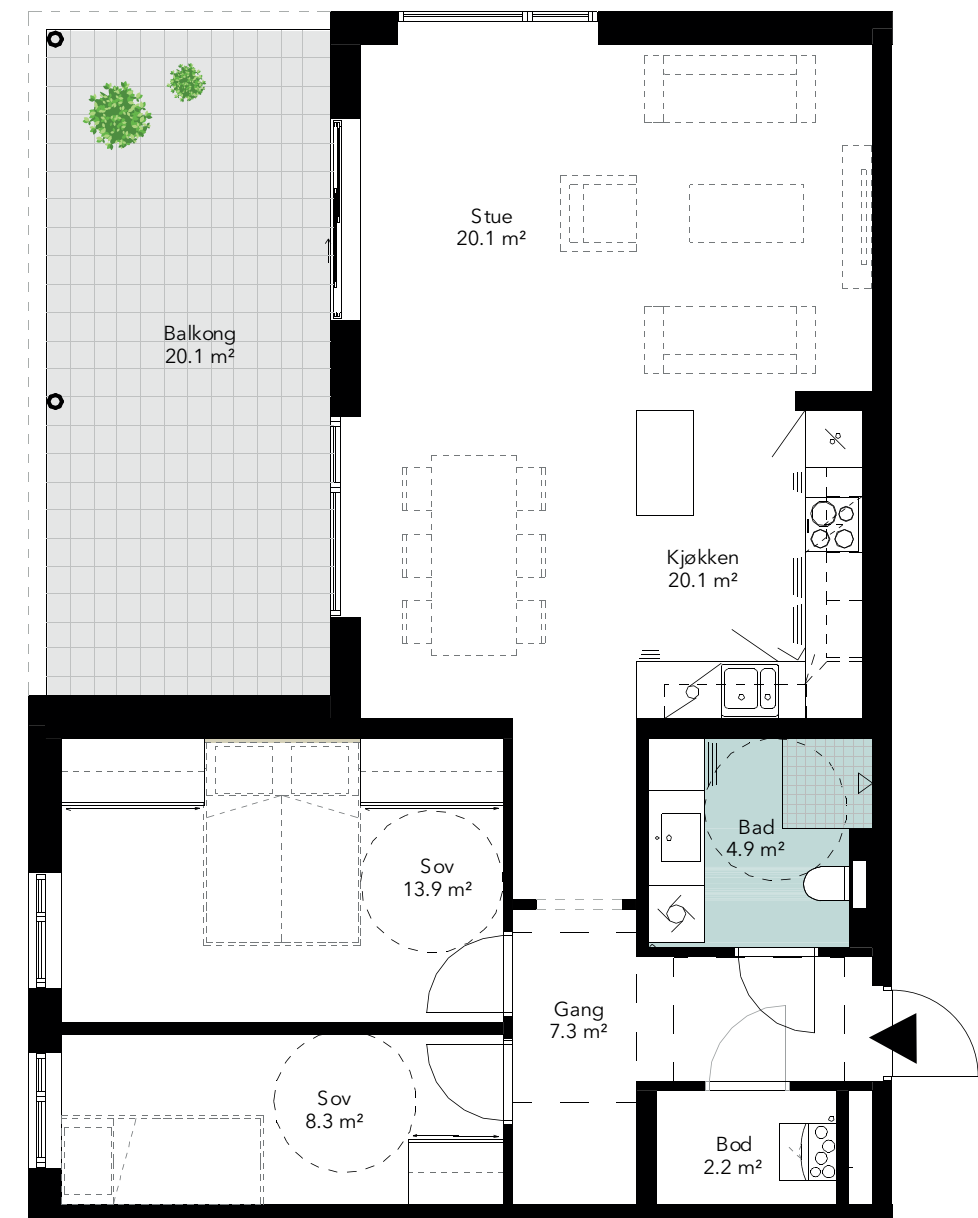 Stue
20.1 m²
Balkong
20.1 m²
Kjøkken
20.1 m²
Bad
4.9 m²
Sov
13.9 m²
Gang
7.3 m²
Sov
8.3 m²
Bod
2.2 m²